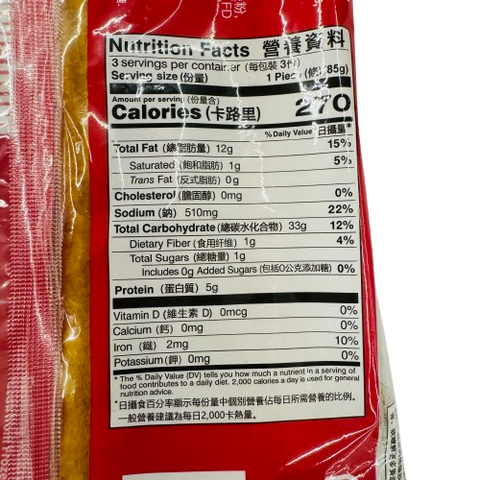 Nutrition Facts 營養資料
3 servings per container (每包裝 3份)
Serving size (份量) 1 Piece (條)(85g)
Amount per serving (份量含)
Calories (卡路里) 270
% Daily Value 日攝量*
Total Fat (總脂肪量) 12g 15%
Saturated (飽和脂肪) 1g 5%
Trans Fat (反式脂肪) 0g
Cholesterol (膽固醇) 0mg 0%
Sodium (鈉) 510mg 22%
Total Carbohydrate (總碳水化合物) 33g 12%
Dietary Fiber (食用纤维) 1g 4%
Total Sugars (總糖量) 1g
Includes 0g Added Sugars (包括0公克添加糖) 0%
Protein (蛋白質) 5g
Vitamin D (維生素 D) 0mcg 0%
Calcium (鈣) 0mg 0%
Iron (鐵) 2mg 10%
Potassium (鉀) 0mg 0%
* The % Daily Value (DV) tells you how much a nutrient in a serving of
food contributes to a daily diet. 2,000 calories a day is used for general
nutrition advice.
*日攝食百分率顯示每份量中個別營養佔每日所需營養的比例。
一般營養建議為每日2,000卡熱量。